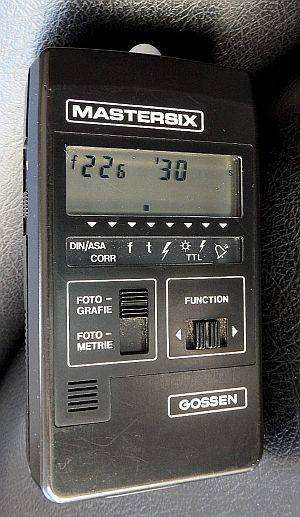 MASTERSIX
f 22 6 '30 s
DIN/ASA f t
CORR TTL
FOTO-
GRAFIE
FOTO-
METRIE
FUNCTION
GOSSEN